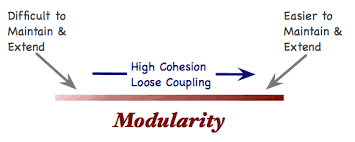 Difficult to
Maintain &
Extend
Easier to
Maintain &
Extend
High Cohesion
Loose Coupling
Modularity